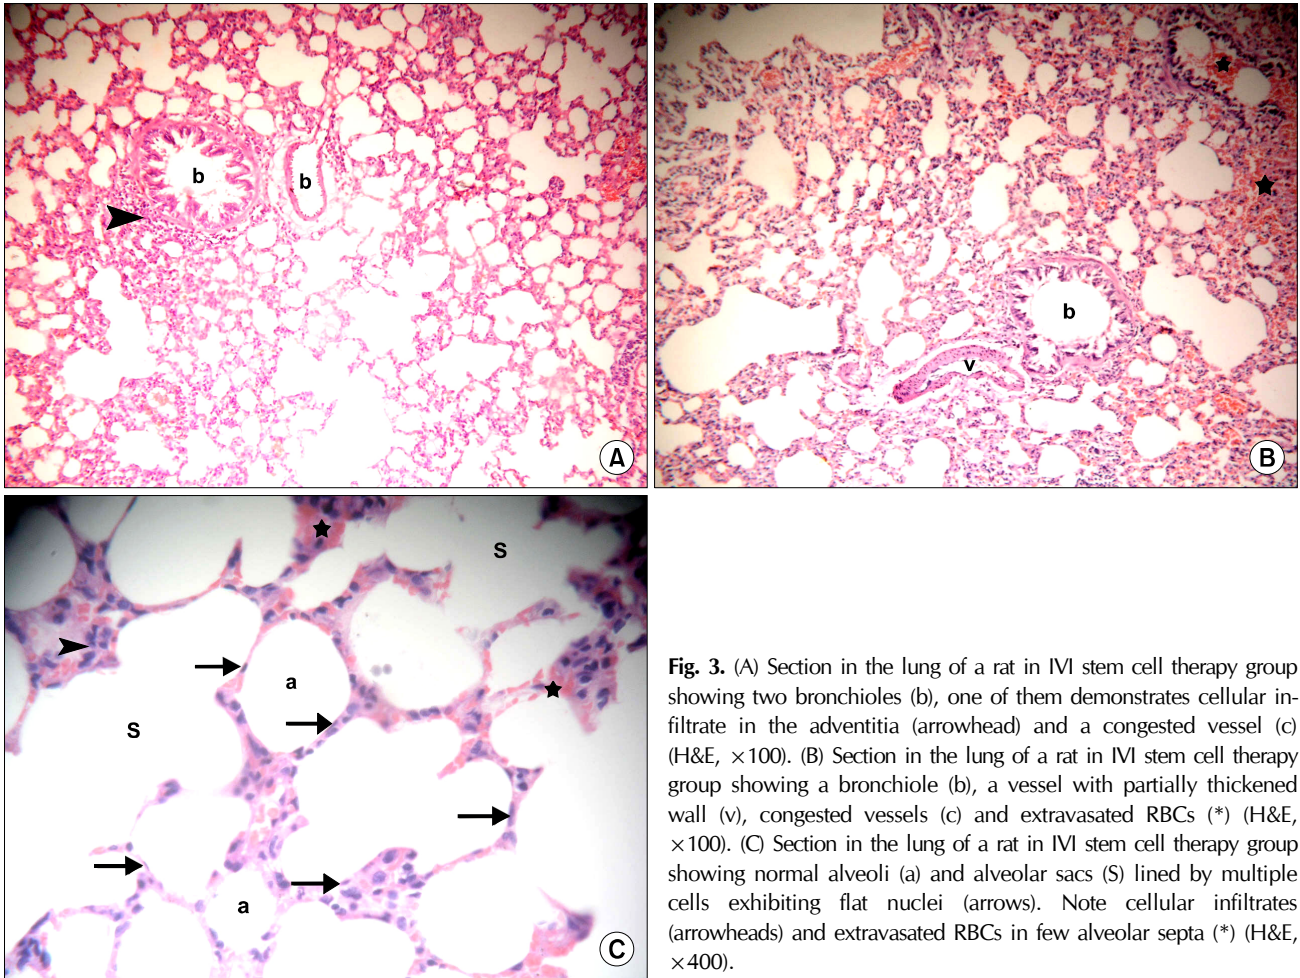 b
b
A
b
v
B
S
a
S
a
C
Fig. 3. (A) Section in the lung of a rat in IVI stem cell therapy group
showing two bronchioles (b), one of them demonstrates cellular in-
filtrate in the adventitia (arrowhead) and a congested vessel (c)
(H&E, ×100). (B) Section in the lung of a rat in IVI stem cell therapy
group showing a bronchiole (b), a vessel with partially thickened
wall (v), congested vessels (c) and extravasated RBCs (*) (H&E,
×100). (C) Section in the lung of a rat in IVI stem cell therapy group
showing normal alveoli (a) and alveolar sacs (S) lined by multiple
cells exhibiting flat nuclei (arrows). Note cellular infiltrates
(arrowheads) and extravasated RBCs in few alveolar septa (*) (H&E,
×400).